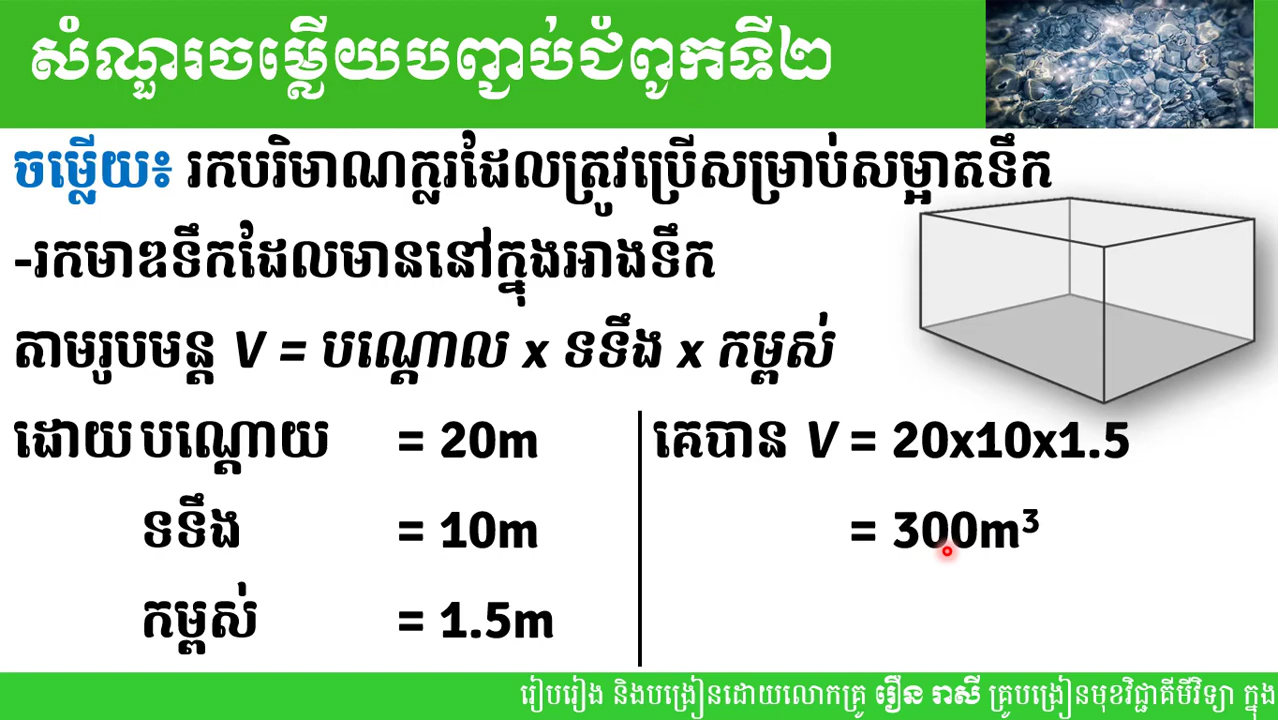 សំណួរចម្លើយបញ្ចប់ជំពូកទី២
ចម្លើយ៖ រកបរិមាណក្លរដែលត្រូវប្រើសម្រាប់សម្អាតទឹក
-រកមាឌទឹកដែលមាននៅក្នុងអាងទឹក
តាមរូបមន្ត V = បណ្តោល x ទទឹង x កម្ពស់
ដោយ បណ្តោយ = 20m
ទទឹង = 10m
កម្ពស់ = 1.5m
គេបាន V = 20x10x1.5
= 300m³
រៀបរៀង និងបង្រៀនដោយលោកគ្រូ រឿន រាសី គ្រូបង្រៀនមុខវិជ្ជាគីមីវិទ្យា ក្នុង